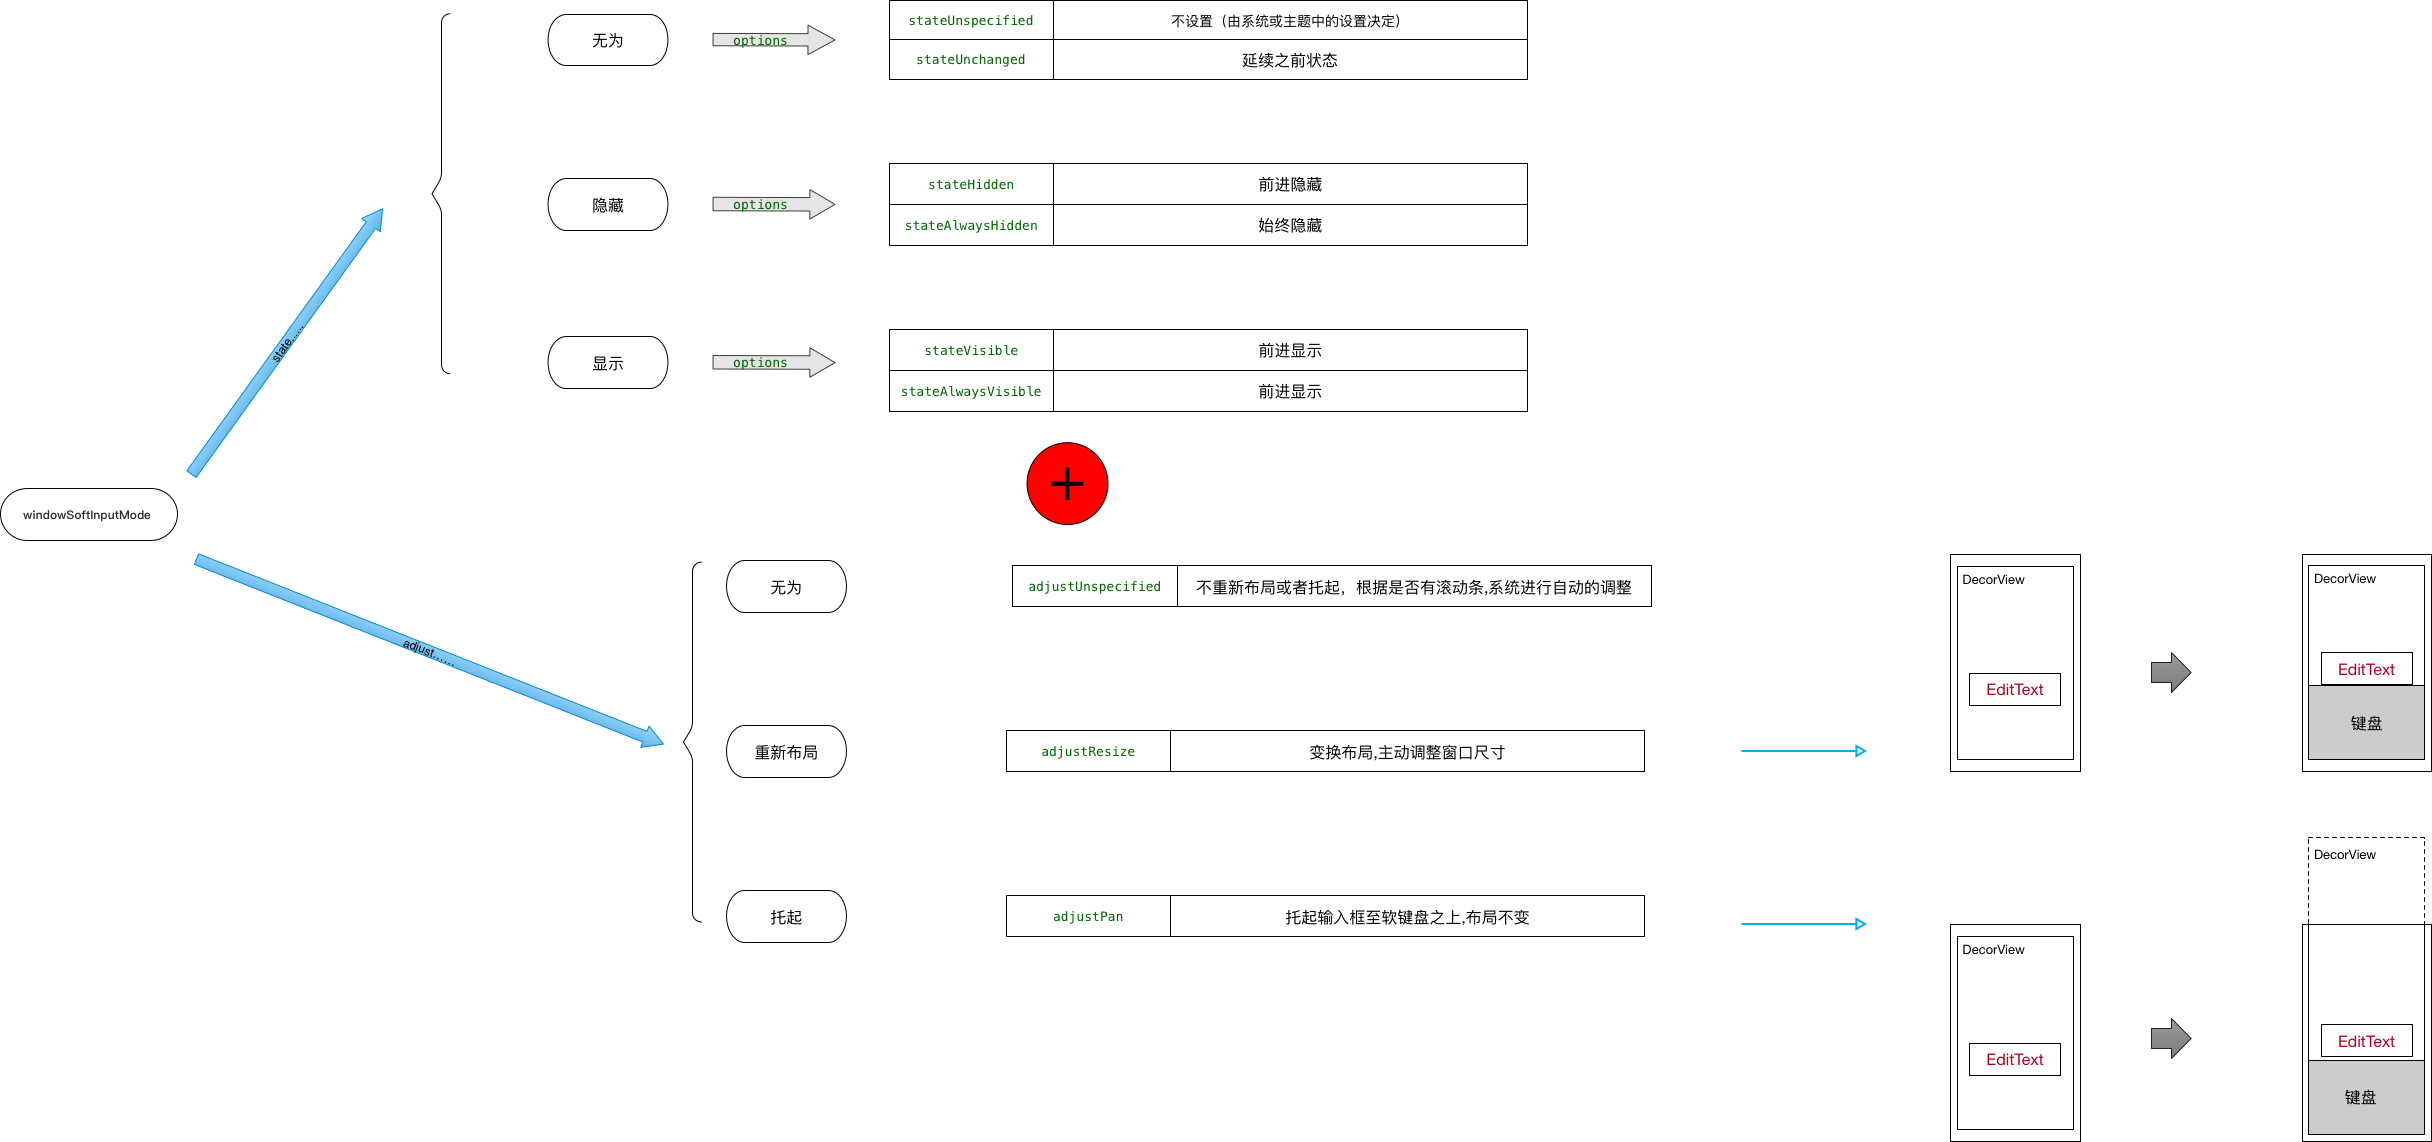 无为
options
stateUnspecified
不设置（由系统或主题中的设置决定）
stateUnchanged
延续之前状态
隐藏
options
stateHidden
前进隐藏
stateAlwaysHidden
始终隐藏
state......
显示
options
stateVisible
前进显示
stateAlwaysVisible
前进显示
+
windowSoftInputMode
adjust......
无为
adjustUnspecified
不重新布局或者托起，根据是否有滚动条,系统进行自动的调整
重新布局
adjustResize
变换布局,主动调整窗口尺寸
DecorView
EditText
DecorView
EditText
键盘
托起
adjustPan
托起输入框至软键盘之上,布局不变
DecorView
EditText
DecorView
EditText
键盘